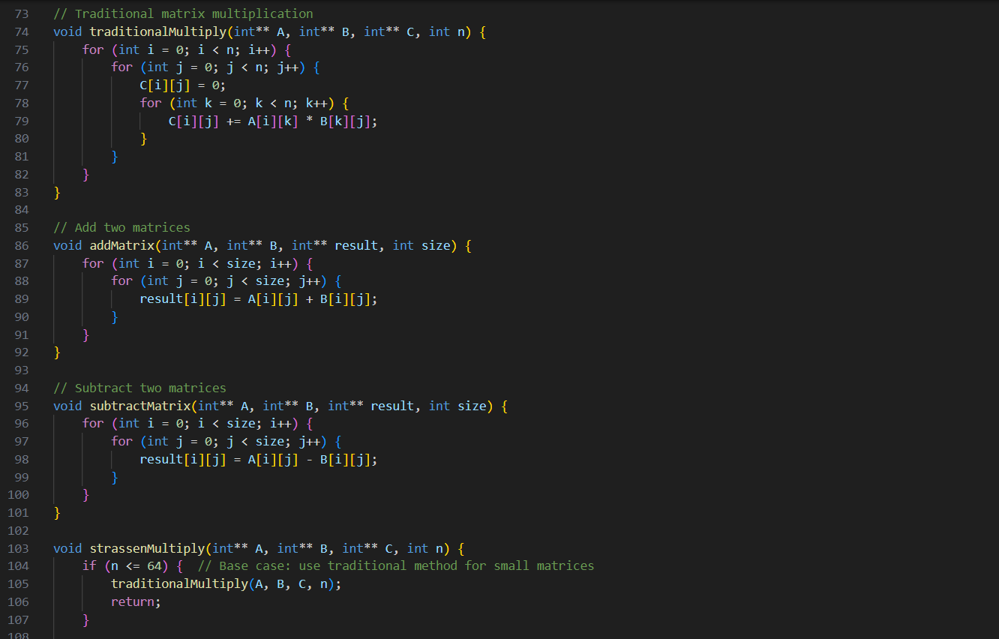 73 // Traditional matrix multiplication
74 void traditionalMultiply(int** A, int** B, int** C, int n) {
75     for (int i = 0; i < n; i++) {
76         for (int j = 0; j < n; j++) {
77             C[i][j] = 0;
78             for (int k = 0; k < n; k++) {
79                 C[i][j] += A[i][k] * B[k][j];
80             }
81         }
82     }
83 }
84
85 // Add two matrices
86 void addMatrix(int** A, int** B, int** result, int size) {
87     for (int i = 0; i < size; i++) {
88         for (int j = 0; j < size; j++) {
89             result[i][j] = A[i][j] + B[i][j];
90         }
91     }
92 }
93
94 // Subtract two matrices
95 void subtractMatrix(int** A, int** B, int** result, int size) {
96     for (int i = 0; i < size; i++) {
97         for (int j = 0; j < size; j++) {
98             result[i][j] = A[i][j] - B[i][j];
99         }
100     }
101 }
102
103 void strassenMultiply(int** A, int** B, int** C, int n) {
104     if (n <= 64) {  // Base case: use traditional method for small matrices
105         traditionalMultiply(A, B, C, n);
106         return;
107     }
108